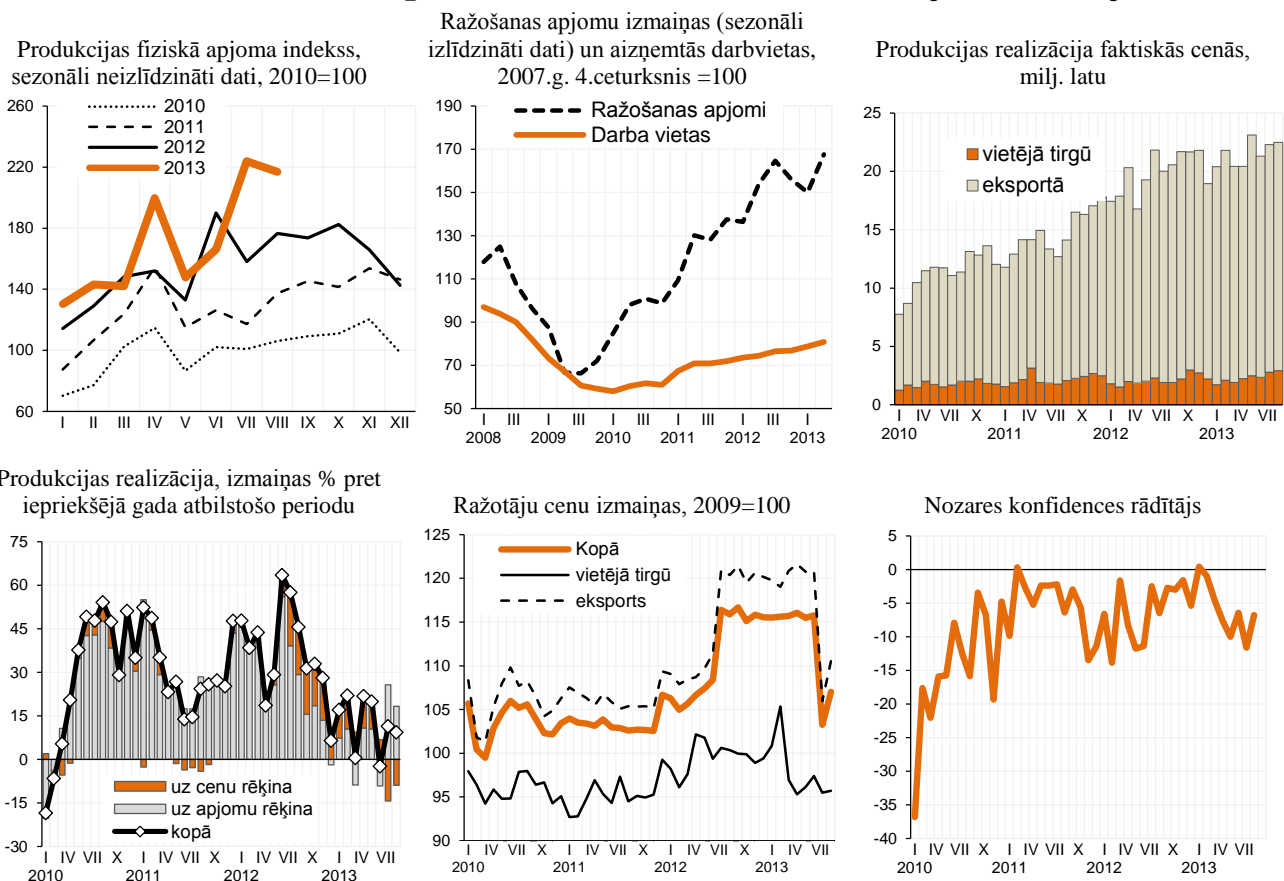 Produkcijas fiziskā apjoma indekss,
sezonāli neizlīdzināti dati, 2010=100
260
220
180
140
100
60
2010
2011
2012
2013
I II III IV V VI VII VIII IX X XI XII
Ražošanas apjomu izmaiņas (sezonāli
izlīdzināti dati) un aizņemtās darbvietas,
2007.g. 4.ceturksnis =100
190
170
150
130
110
90
70
50
Ražošanas apjomi
Darba vietas
I III I III I III I III I III I
2008 2009 2010 2011 2012 2013
Produkcijas realizācija faktiskās cenās,
milj. latu
25
20
15
10
5
0
vietējā tirgū
eksportā
I IV VII X I IV VII X I IV VII X I IV VII
2010 2011 2012 2013
Produkcijas realizācija, izmaiņas % pret
iepriekšējā gada atbilstošo periodu
75
60
45
30
15
0
-15
-30
uz cenu rēķina
uz apjomu rēķina
kopā
I IV VII X I IV VII X I IV VII X I IV VII
2010 2011 2012 2013
Ražotāju cenu izmaiņas, 2009=100
125
120
115
110
105
100
95
90
Kopā
vietējā tirgū
eksports
I IV VII X I IV VII X I IV VII X I IV VII
2010 2011 2012 2013
Nozares konfidences rādītājs
5
0
-5
-10
-15
-20
-25
-30
-35
-40
I IV VII X I IV VII X I IV VII X I IV VII
2010 2011 2012 2013